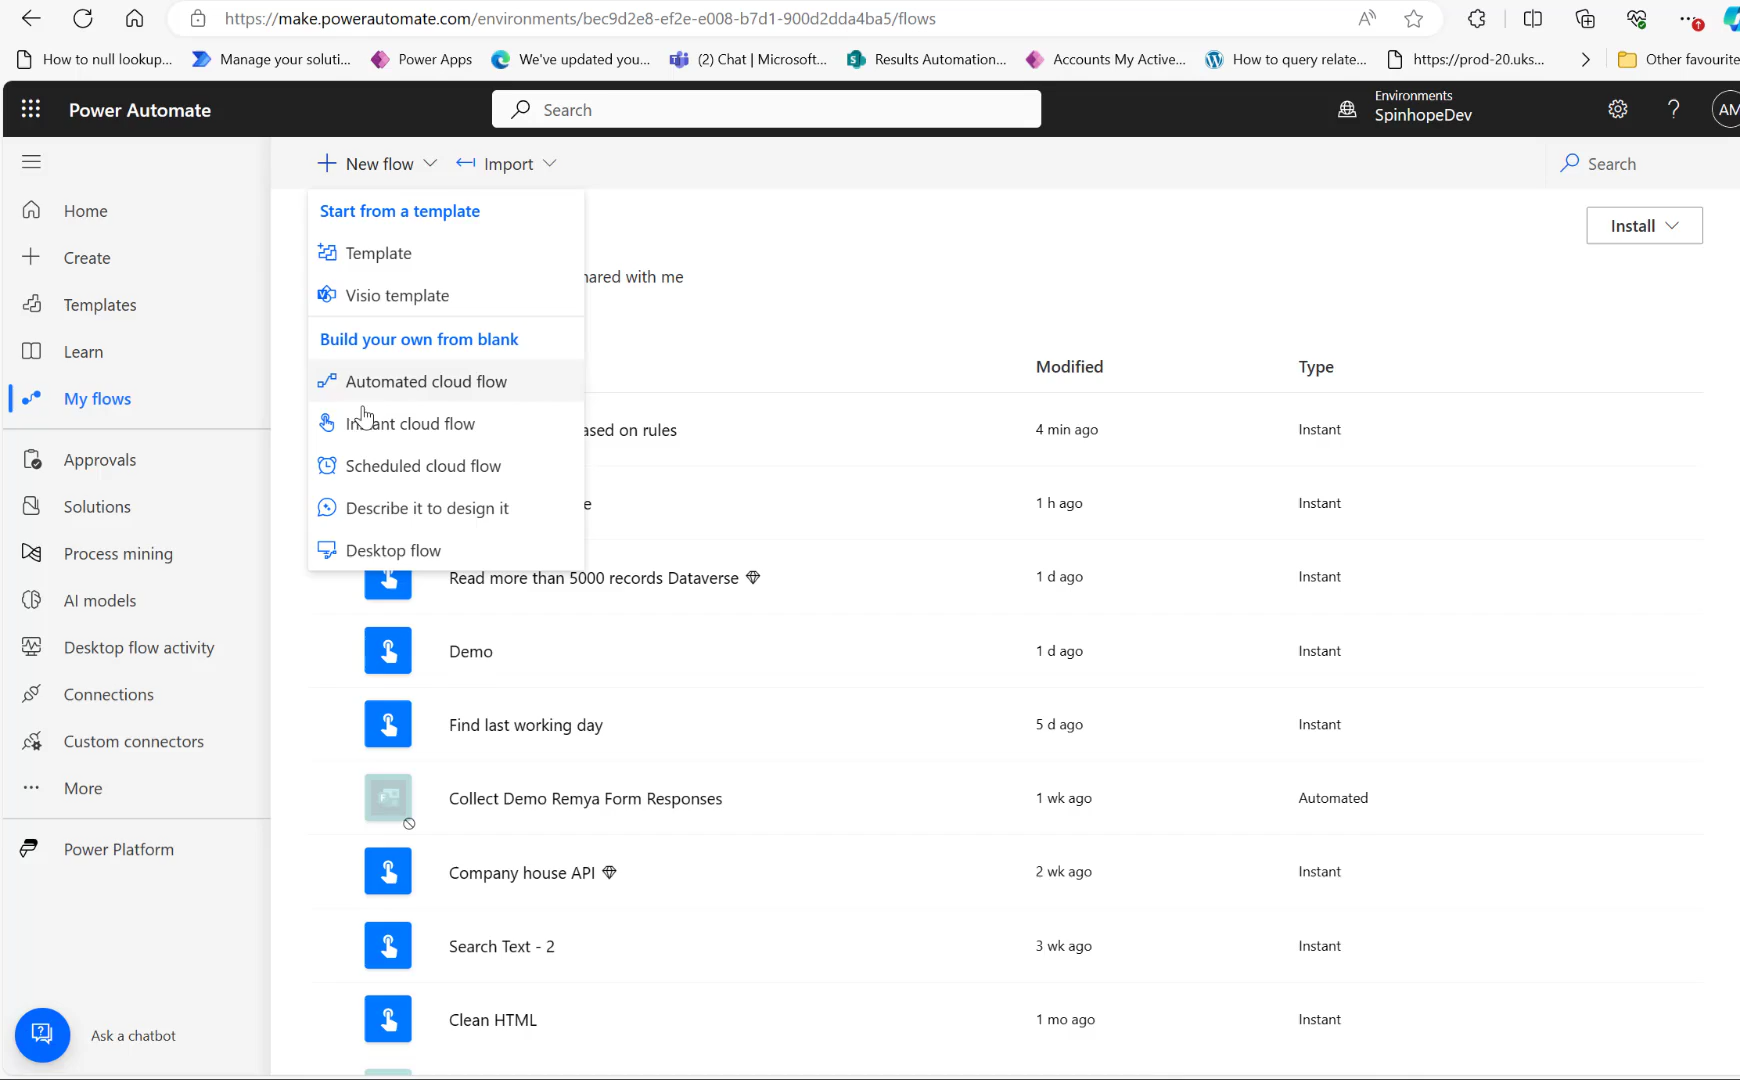 https://make.powerautomate.com/environments/bec9d2e8-ef2e-e008-b7d1-900d2dda4ba5/flows
How to null lookup...
Manage your soluti...
Power Apps
We've updated you...
(2) Chat | Microsoft...
Results Automation...
Accounts My Active...
How to query relate...
https://prod-20.uks...
Other favourite
Power Automate
Search
Environments
SpinhopeDev
AM
New flow
Import
Search
Home
Create
Templates
Learn
My flows
Approvals
Solutions
Process mining
AI models
Desktop flow activity
Connections
Custom connectors
More
Power Platform
Ask a chatbot
Start from a template
Template
Visio template
Build your own from blank
Automated cloud flow
Instant cloud flow
Scheduled cloud flow
Describe it to design it
Desktop flow
Install
hared with me
Modified Type
ased on rules 4 min ago Instant
e 1 h ago Instant
Read more than 5000 records Dataverse 1 d ago Instant
Demo 1 d ago Instant
Find last working day 5 d ago Instant
Collect Demo Remya Form Responses 1 wk ago Automated
Company house API 2 wk ago Instant
Search Text - 2 3 wk ago Instant
Clean HTML 1 mo ago Instant